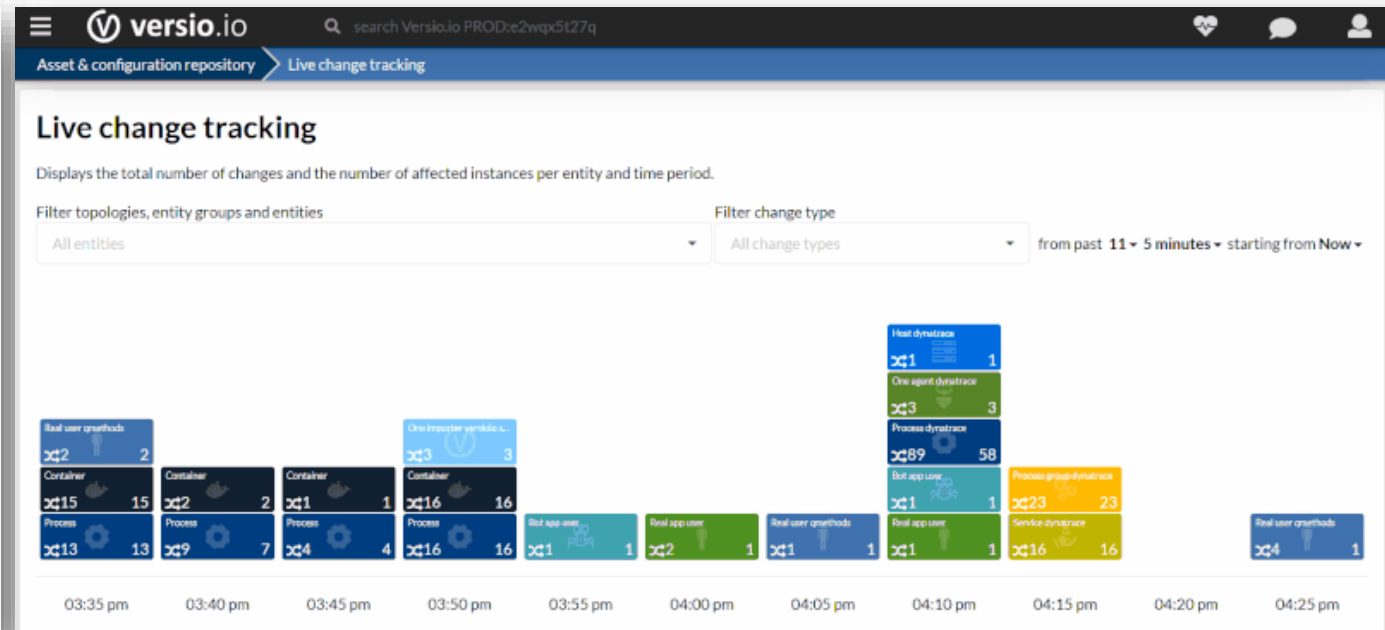 versio.io
search Versio.io PROD:e2wqx5t27q
Asset & configuration repository Live change tracking
Live change tracking
Displays the total number of changes and the number of affected instances per entity and time period.
Filter topologies, entity groups and entities Filter change type
All entities All change types from past 11 5 minutes starting from Now
Host dynatrace
1 1
One agent dynatrace
3 3
Real user qmethods One importer Process dynatrace
2 2 3 3 89 58
Container Container Container Container Bot app user Process group dynatrace
15 15 2 2 1 1 16 16 1 1 23 23
Process Process Process Process Bot app user Real app user Real user qmethods Real app user Service dynatrace Real user qmethods
13 13 9 7 4 4 16 16 1 1 2 1 1 1 1 1 16 16 4 1
03:35 pm 03:40 pm 03:45 pm 03:50 pm 03:55 pm 04:00 pm 04:05 pm 04:10 pm 04:15 pm 04:20 pm 04:25 pm